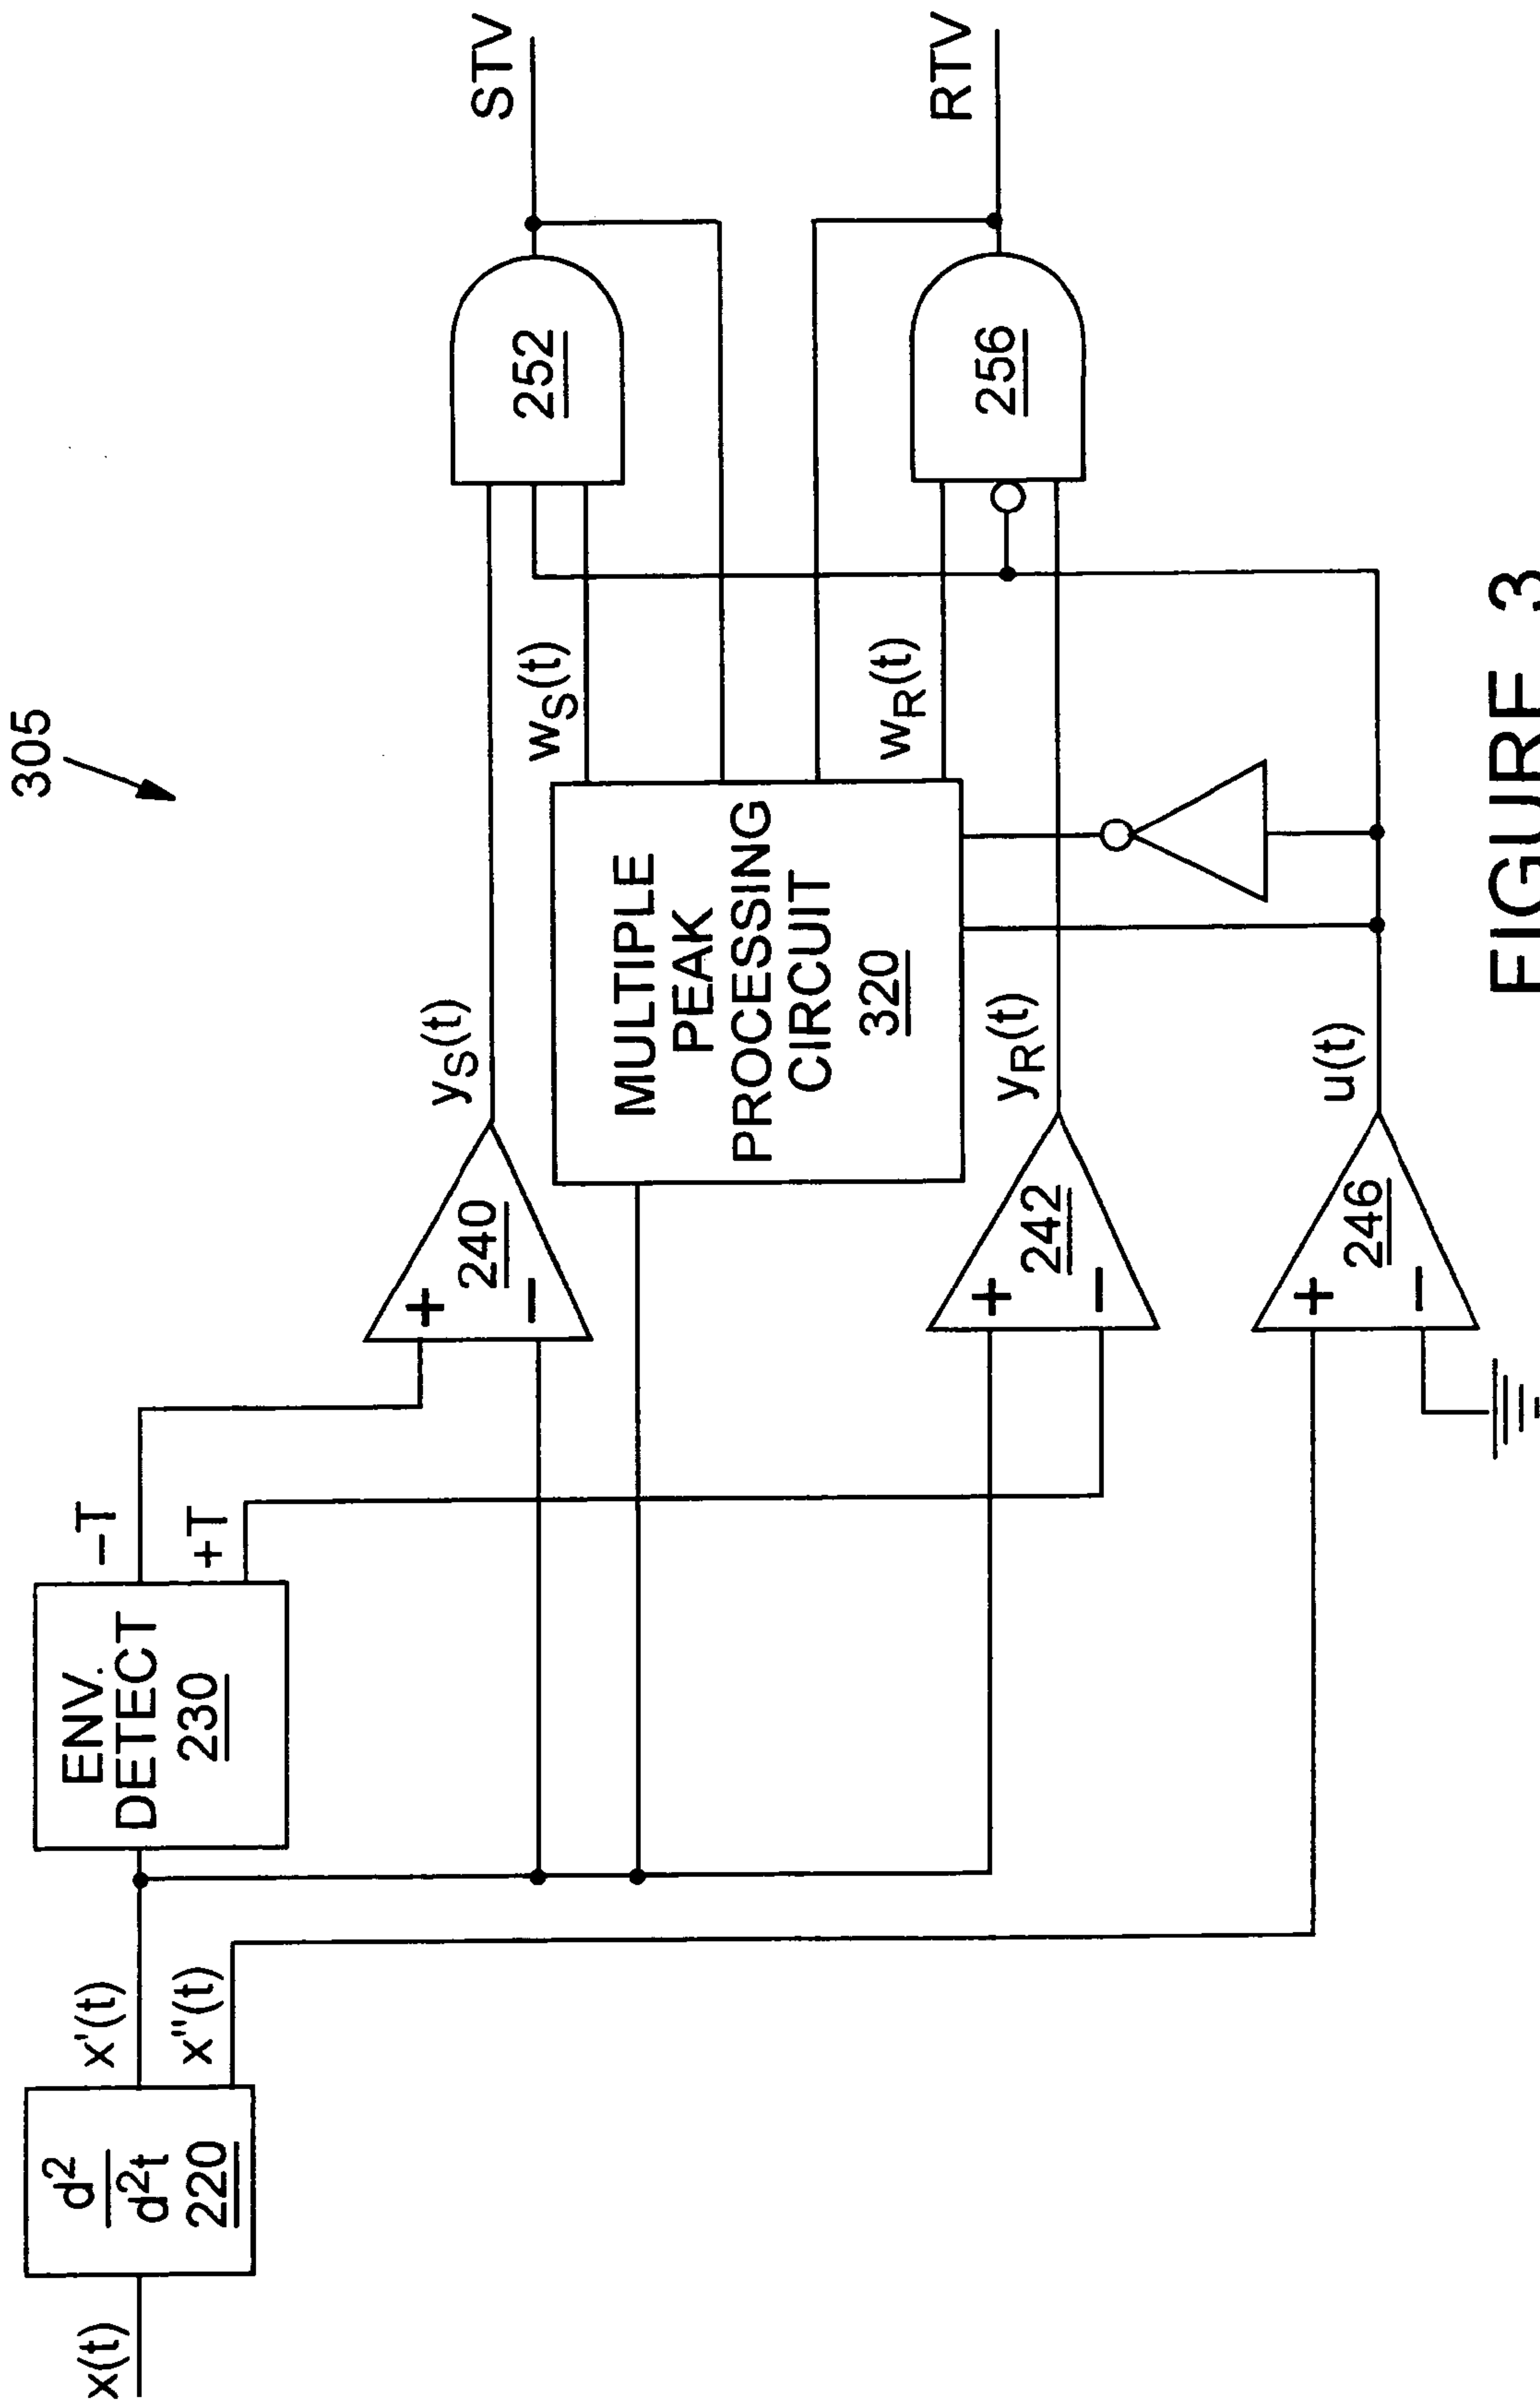 305
x(t)
d²
d²t
220
x'(t)
x"(t)
ENV.
DETECT
230
–T
+T
+
–
240
yS(t)
MULTIPLE
PEAK
PROCESSING
CIRCUIT
320
wS(t)
wR(t)
+
–
242
yR(t)
+
–
246
u(t)
252
STV
256
RTV
FIGURE 3